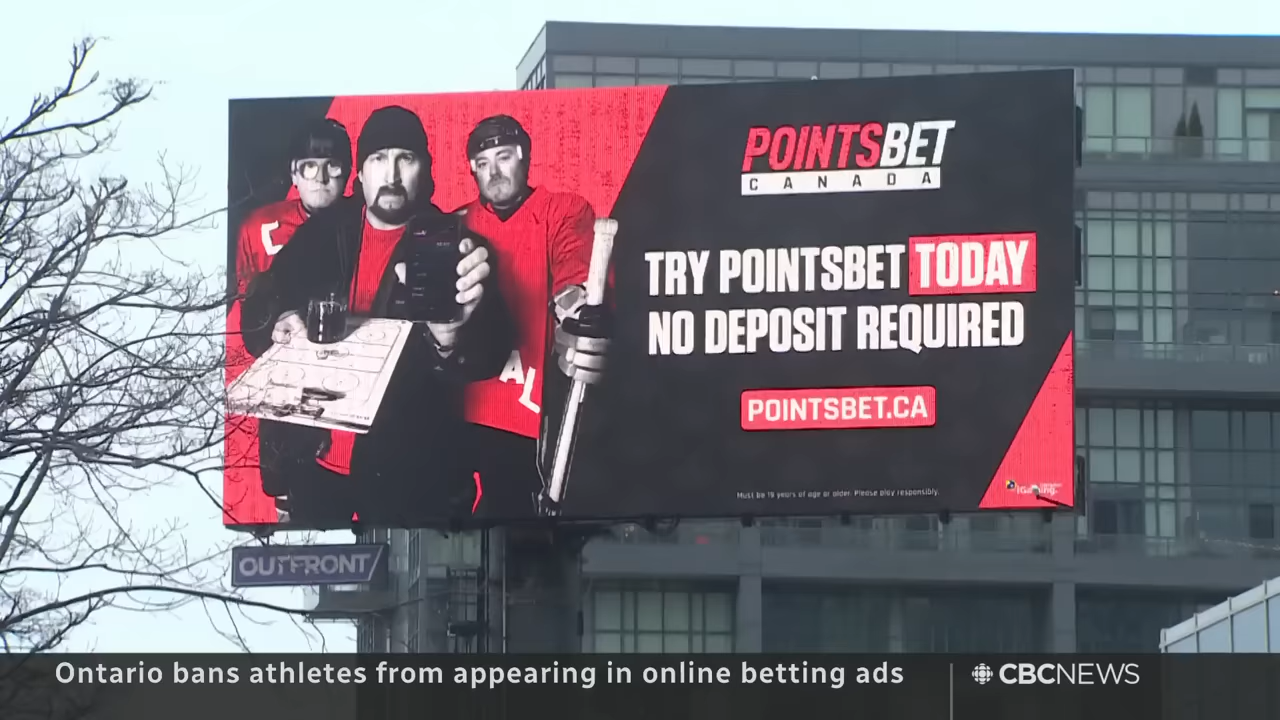 POINTSBET
CANADA
TRY POINTSBET TODAY
NO DEPOSIT REQUIRED
POINTSBET.CA
Must be 19 years of age or older. Please play responsibly.
C
AL
OUTFRONT
Ontario bans athletes from appearing in online betting ads
CBCNEWS